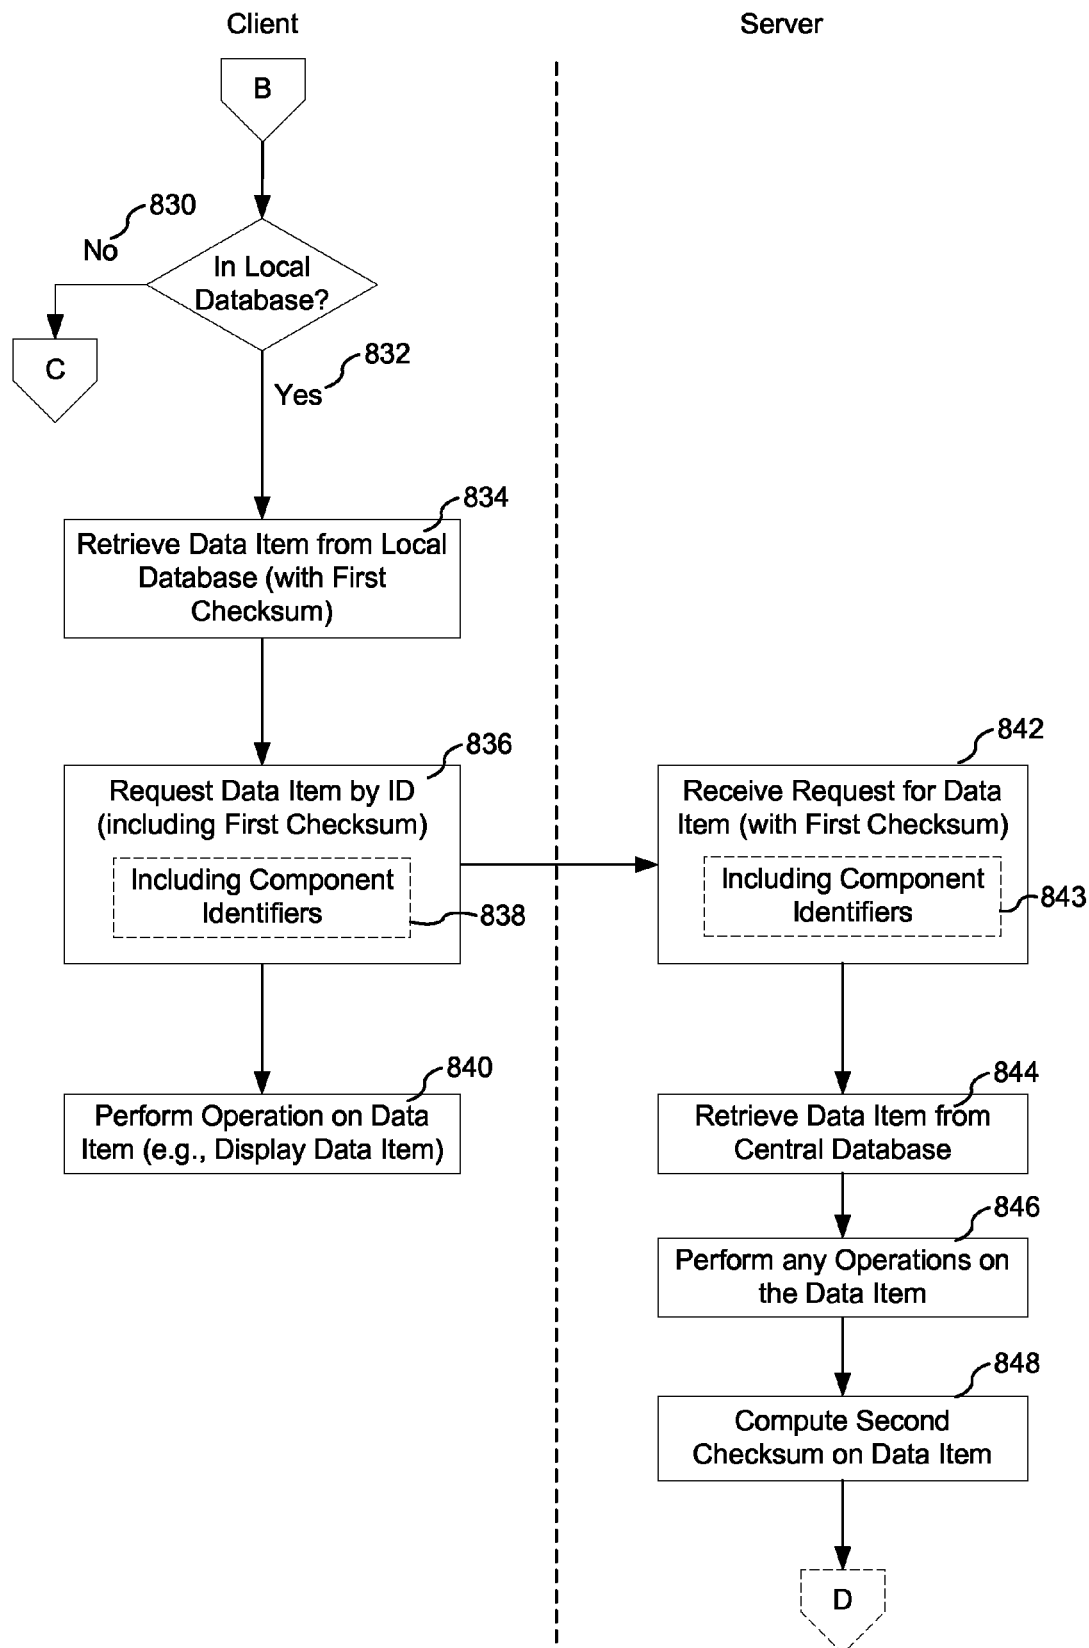 Client
Server
B
830
No
In Local
Database?
832
Yes
C
834
Retrieve Data Item from Local
Database (with First
Checksum)
836
Request Data Item by ID
(including First Checksum)
Including Component
Identifiers
838
842
Receive Request for Data
Item (with First Checksum)
Including Component
Identifiers
843
840
Perform Operation on Data
Item (e.g., Display Data Item)
844
Retrieve Data Item from
Central Database
846
Perform any Operations on
the Data Item
848
Compute Second
Checksum on Data Item
D